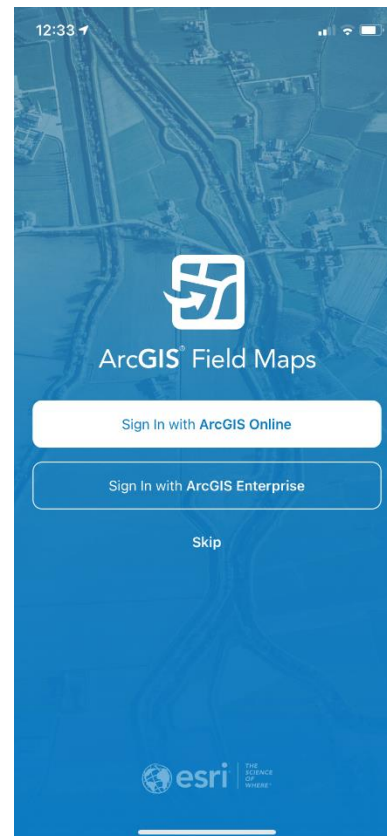 12:33
ArcGIS® Field Maps
Sign In with ArcGIS Online
Sign In with ArcGIS Enterprise
Skip
esri
THE
SCIENCE
OF
WHERE™